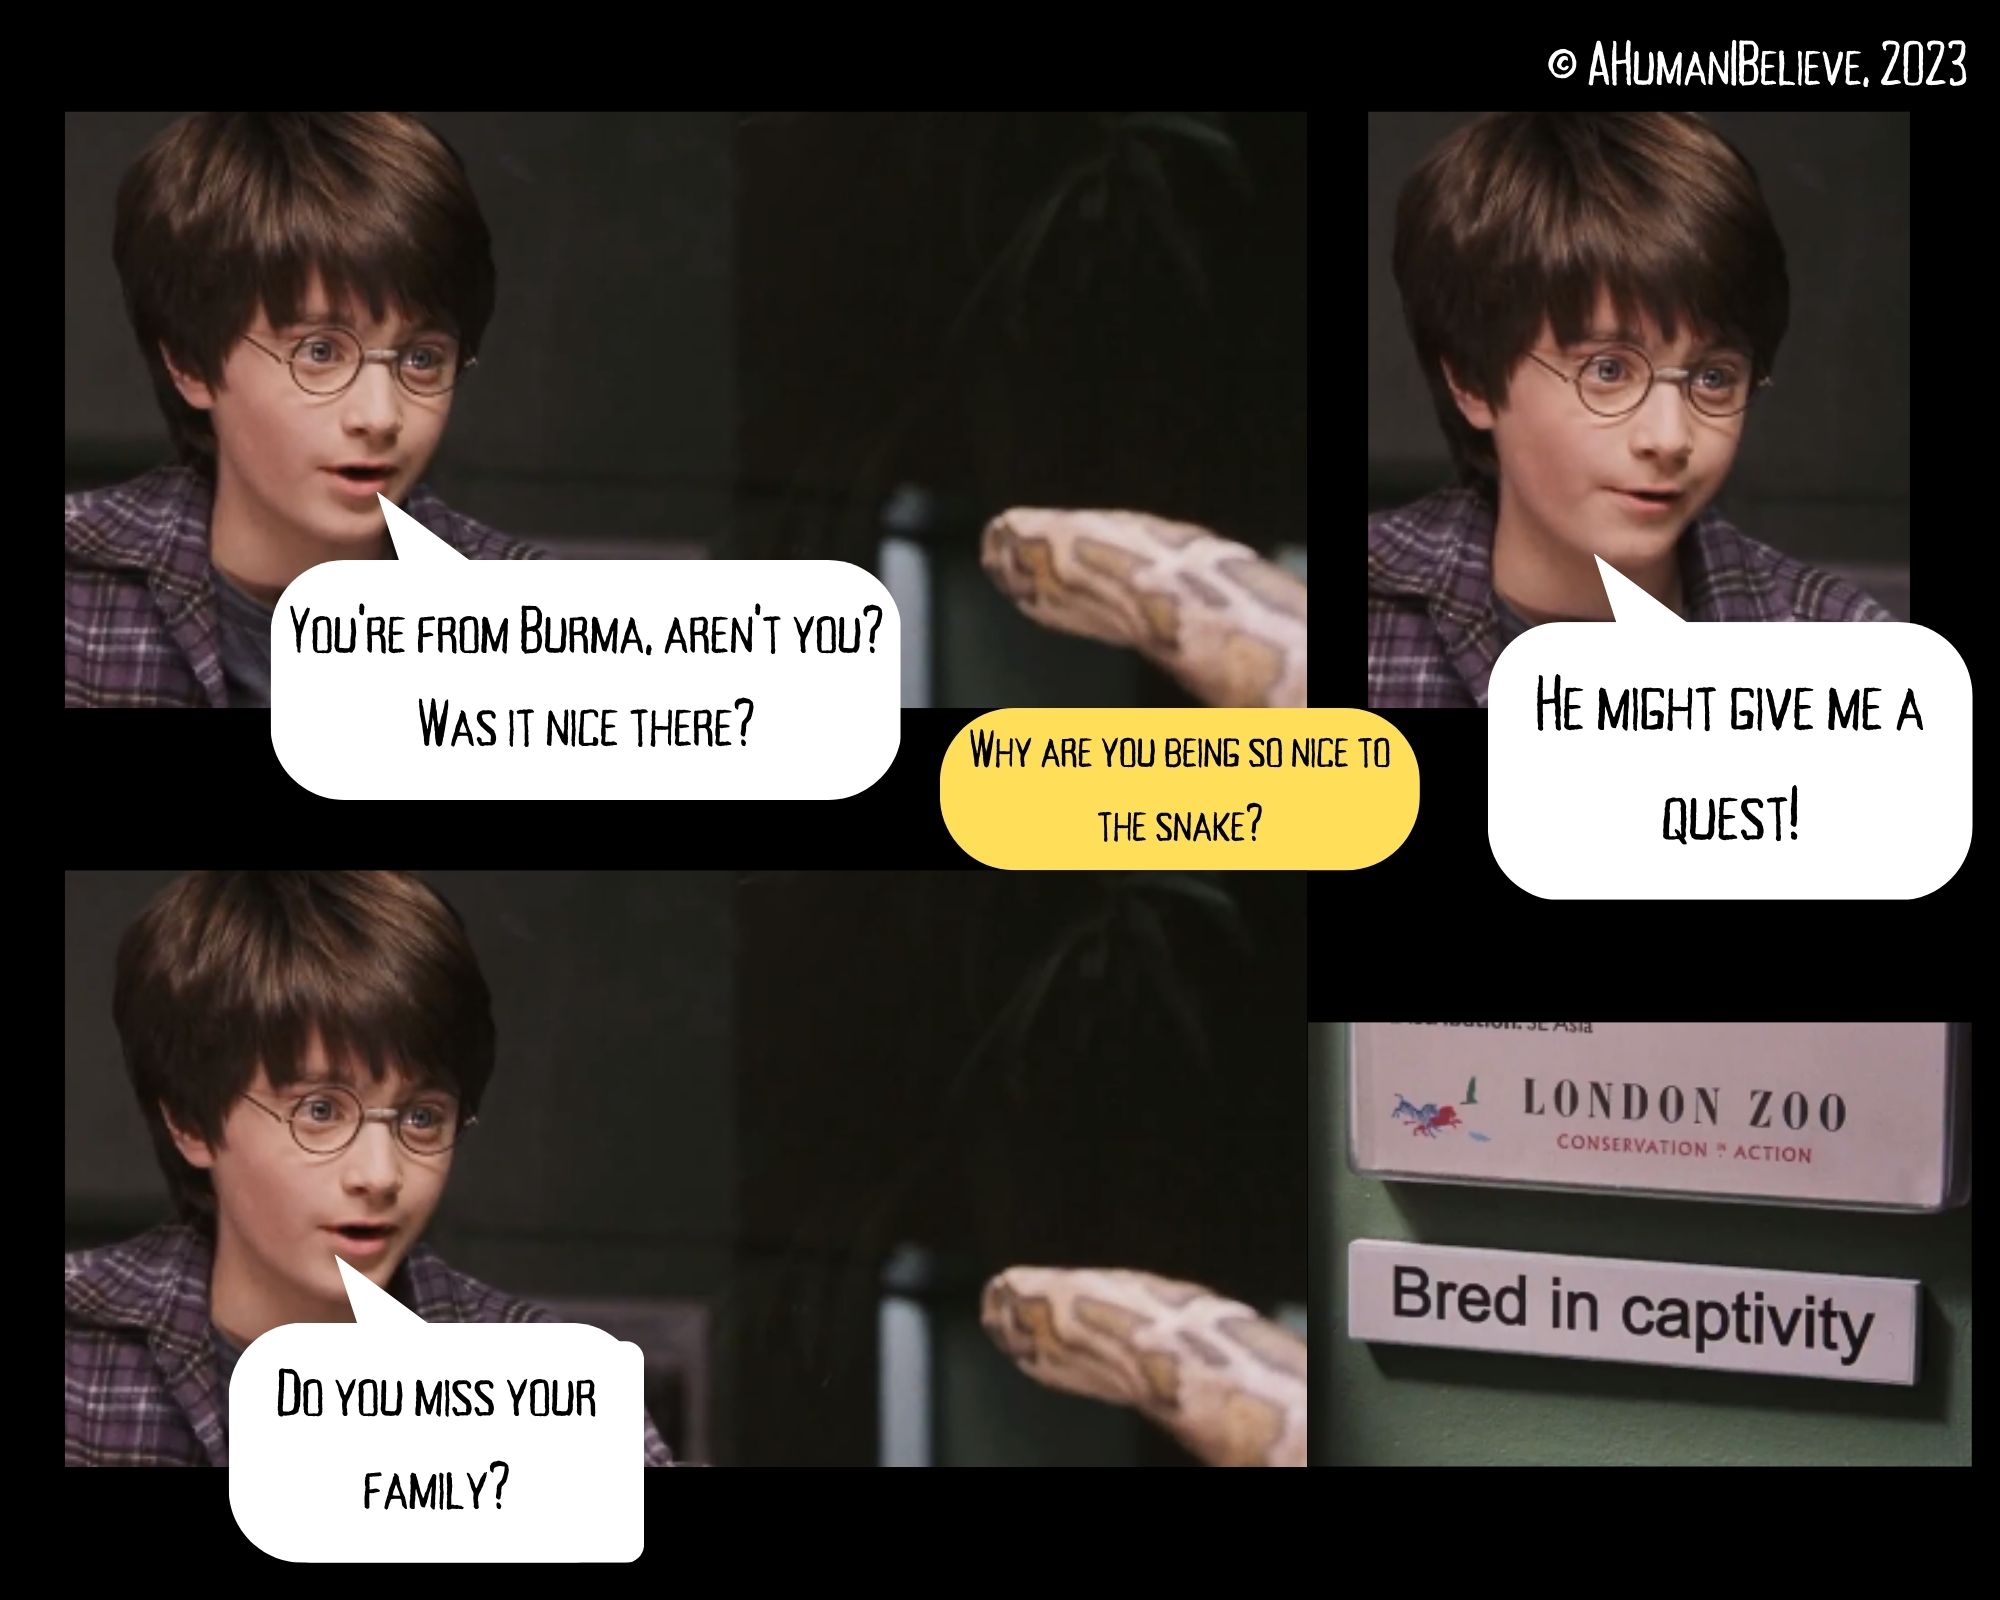 © AHumanIBelieve, 2023
You're from Burma, aren't you?
Was it nice there?
Why are you being so nice to
the snake?
He might give me a
quest!
Do you miss your
family?
SE Asia
LONDON ZOO
CONSERVATION IN ACTION
Bred in captivity